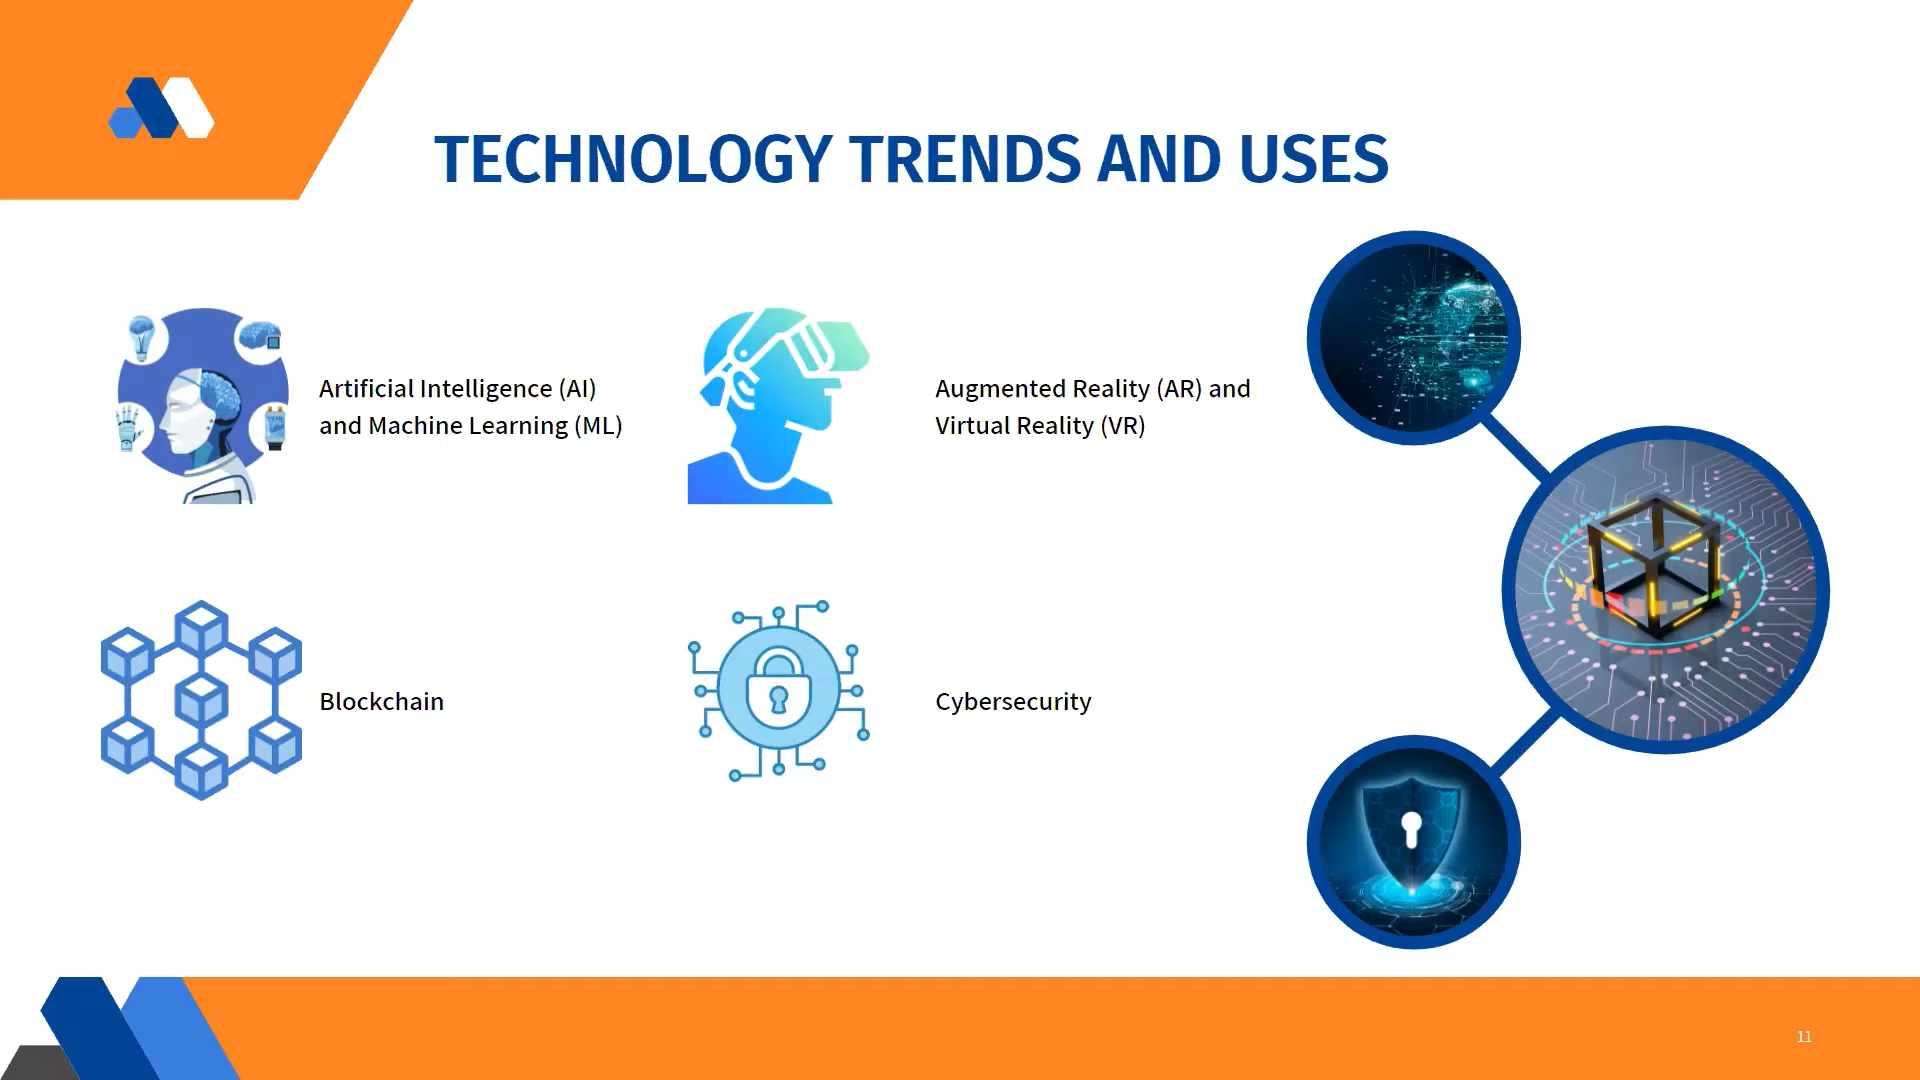 TECHNOLOGY TRENDS AND USES
Artificial Intelligence (AI)
and Machine Learning (ML)
Augmented Reality (AR) and
Virtual Reality (VR)
Blockchain
Cybersecurity
11